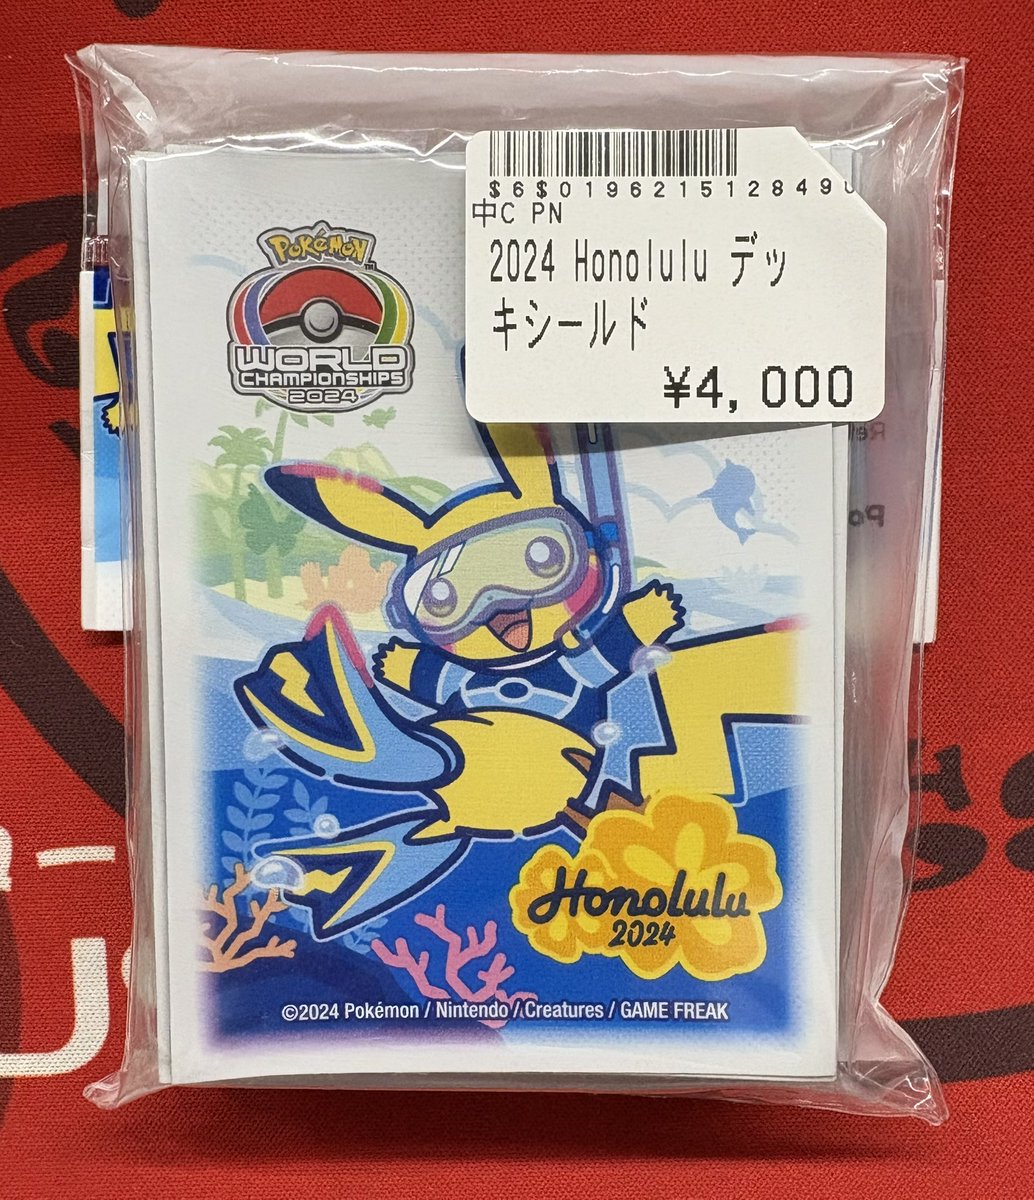 $6$0196215128490
中C PN
2024 Honolulu デッ
キシールド
¥4,000
POKéMON
TM
WORLD
CHAMPIONSHIPS
2024
Honolulu
2024
©2024 Pokémon / Nintendo / Creatures / GAME FREAK